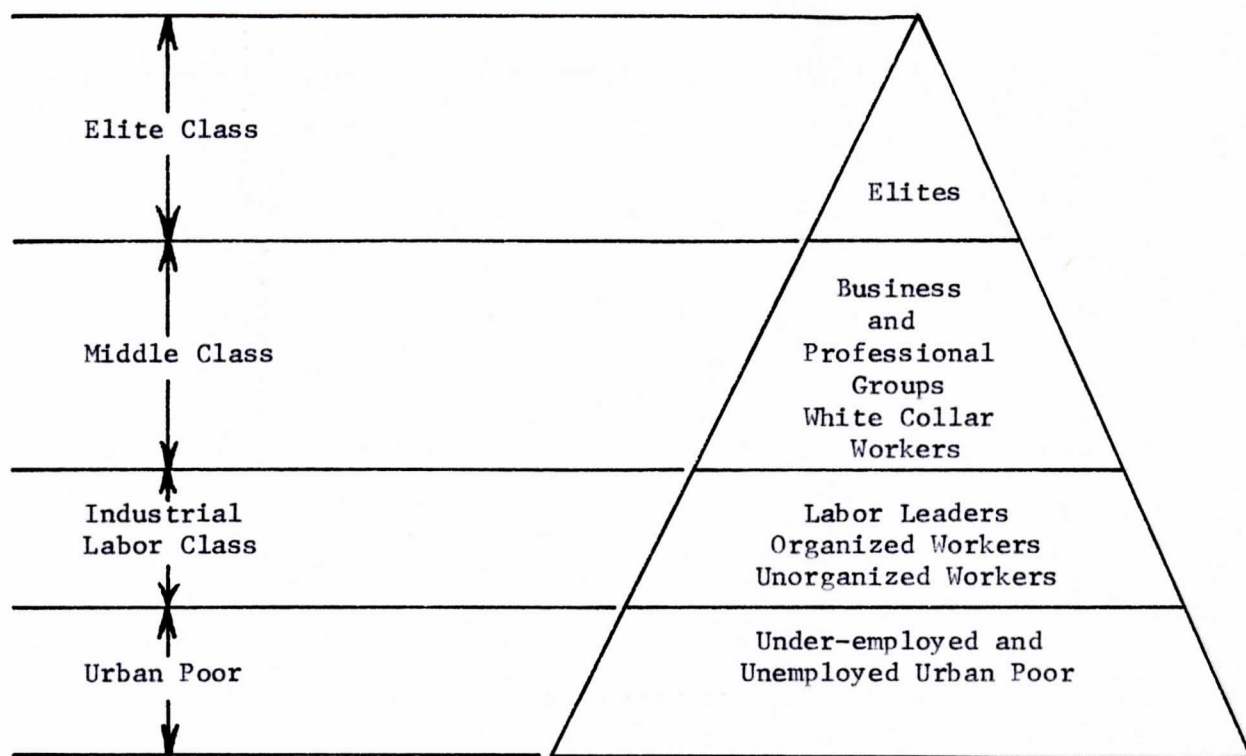 Elite Class
Elites
Middle Class
Business
and
Professional
Groups
White Collar
Workers
Industrial
Labor Class
Labor Leaders
Organized Workers
Unorganized Workers
Urban Poor
Under-employed and
Unemployed Urban Poor